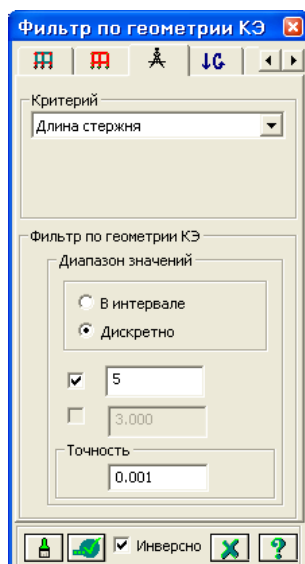 Фильтр по геометрии КЭ
Критерий
Длина стержня
Фильтр по геометрии КЭ
Диапазон значений
В интервале
Дискретно
5
3.000
Точность
0.001
Инверсно